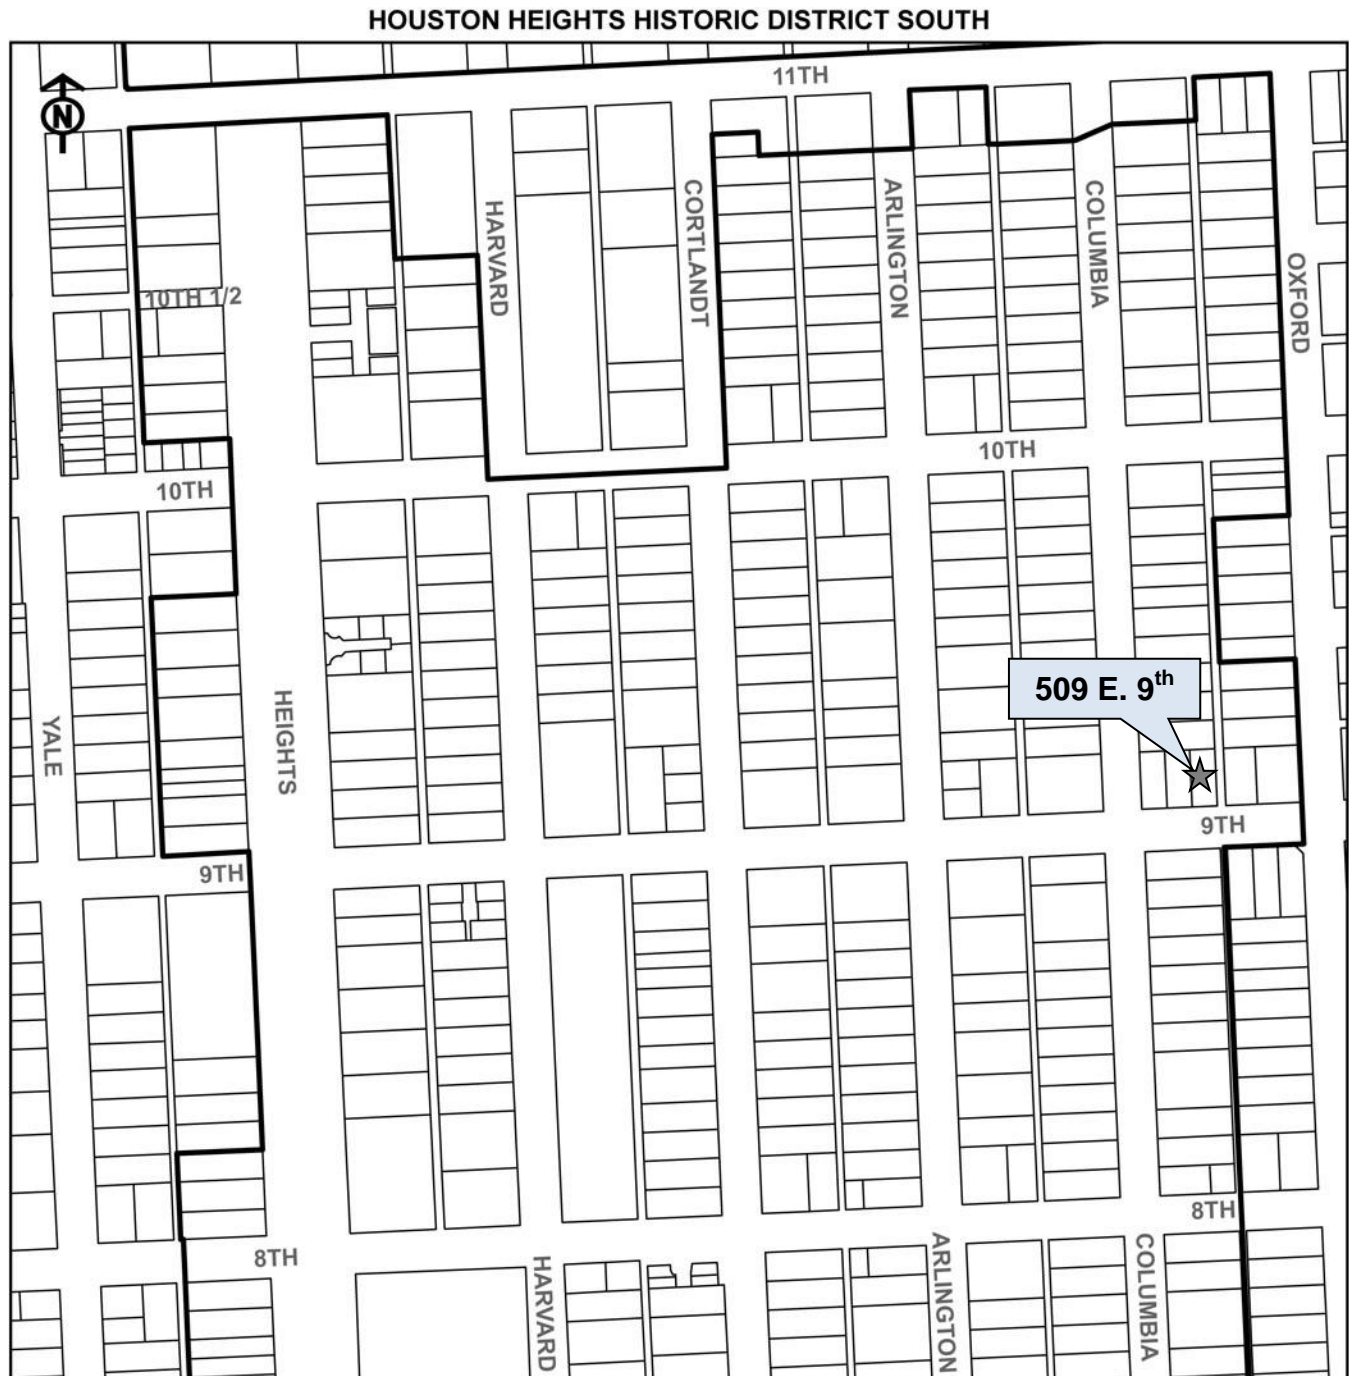 HOUSTON HEIGHTS HISTORIC DISTRICT SOUTH
11TH
N
HARVARD
CORTLANDT
ARLINGTON
COLUMBIA
OXFORD
10TH 1/2
10TH
10TH
509 E. 9th
YALE
HEIGHTS
9TH
9TH
8TH
8TH
HARVARD
ARLINGTON
COLUMBIA